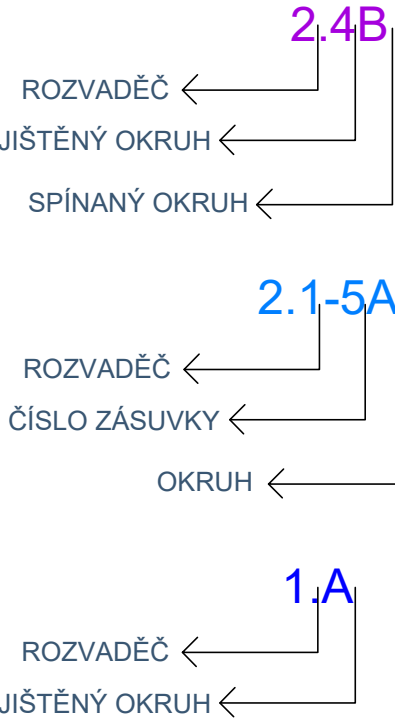 2.4B
ROZVADĚČ
JIŠTĚNÝ OKRUH
SPÍNANÝ OKRUH
2.1-5A
ROZVADĚČ
ČÍSLO ZÁSUVKY
OKRUH
1.A
ROZVADĚČ
JIŠTĚNÝ OKRUH